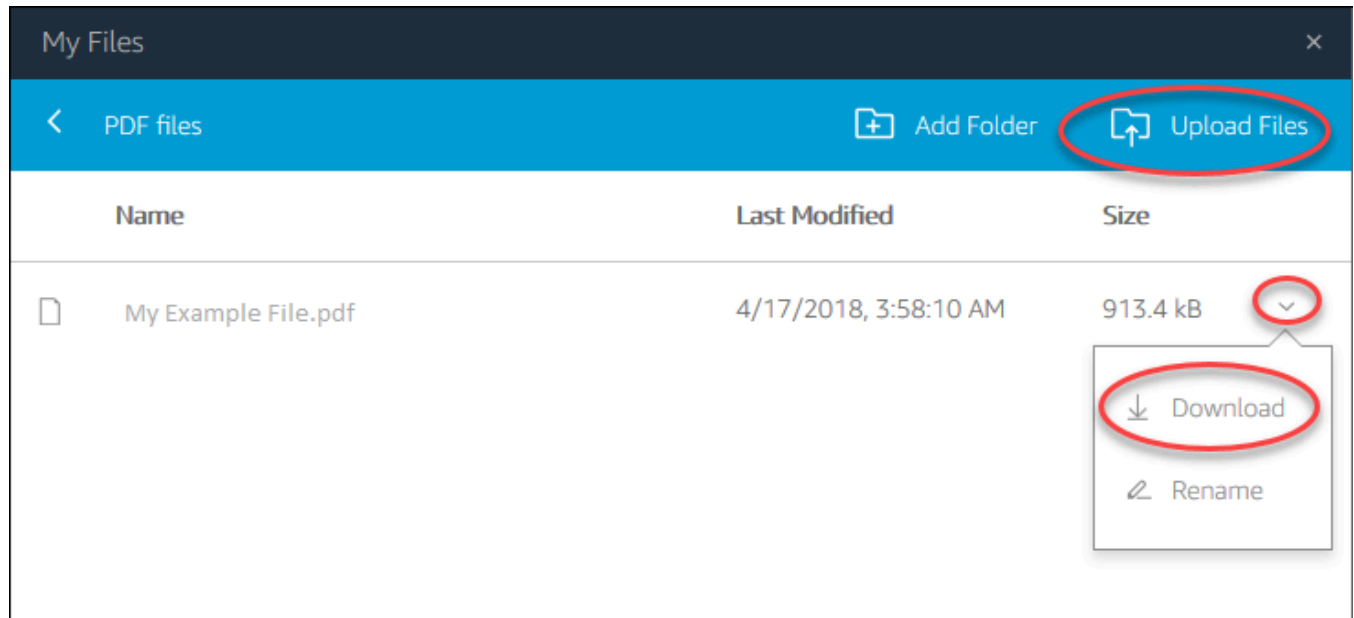 My Files
PDF files Add Folder Upload Files
Name Last Modified Size
My Example File.pdf 4/17/2018, 3:58:10 AM 913.4 kB
Download
Rename